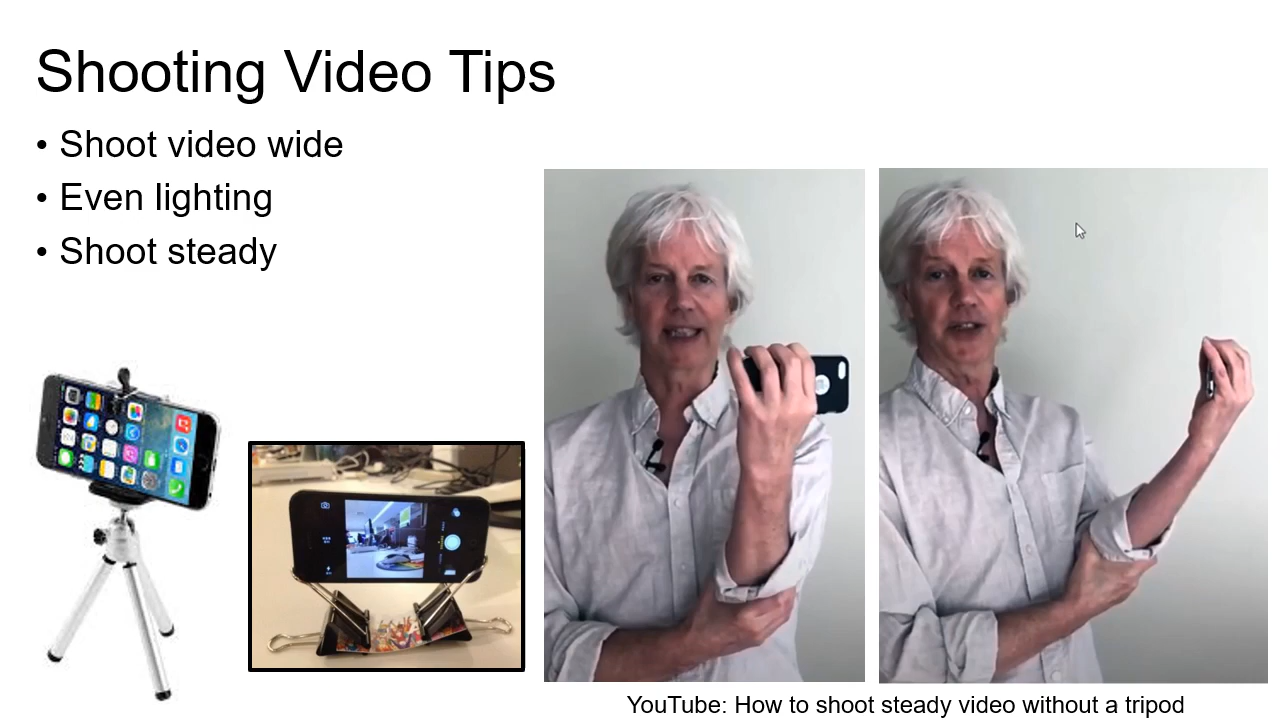 Shooting Video Tips
• Shoot video wide
• Even lighting
• Shoot steady
YouTube: How to shoot steady video without a tripod